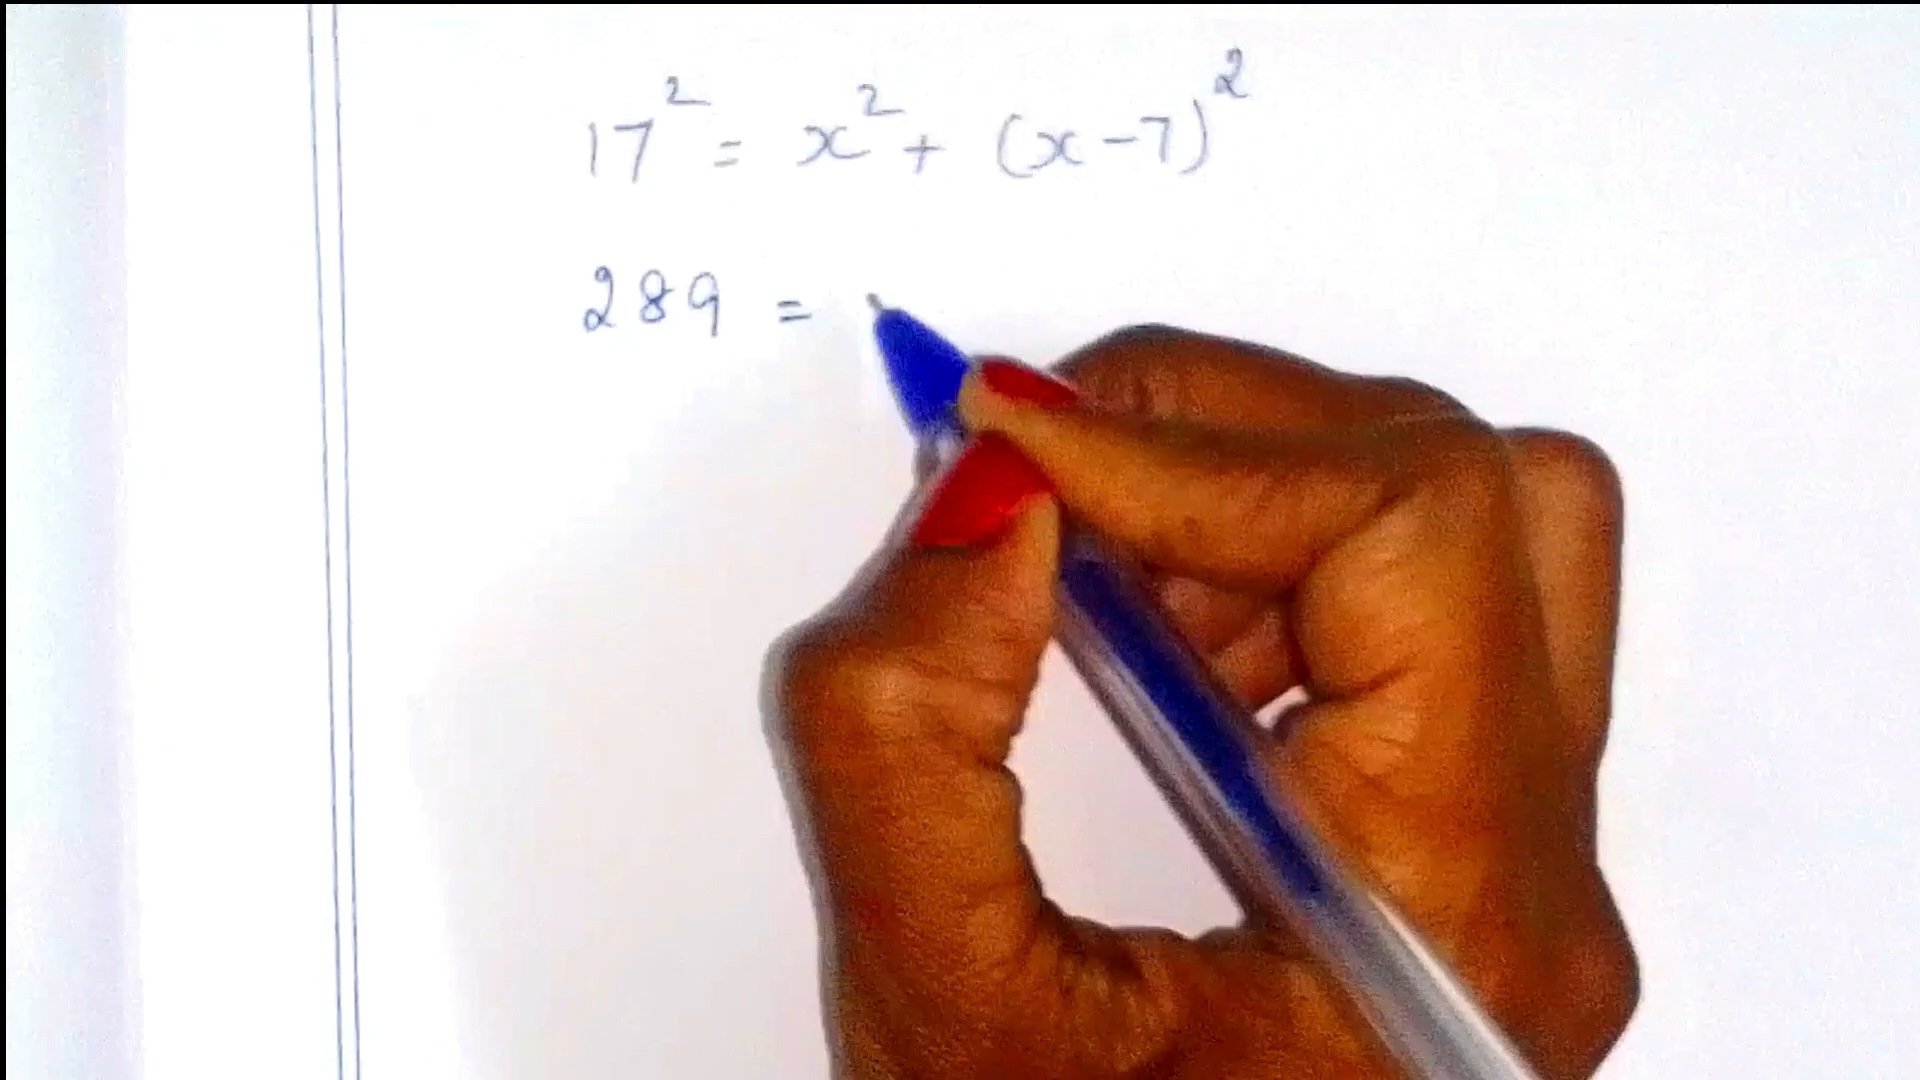 17² = x² + (x-7)²
289 =